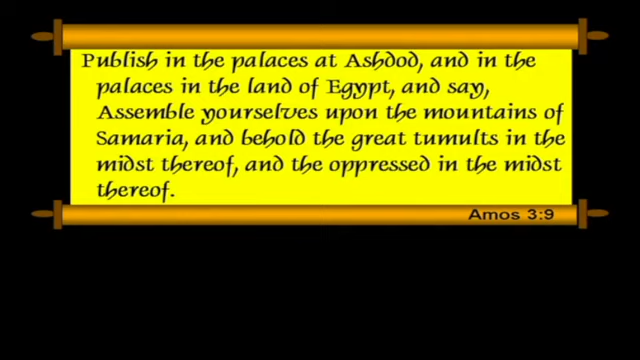 Publish in the palaces at Ashdod, and in the
palaces in the land of Egypt, and say,
Assemble yourselves upon the mountains of
Samaria, and behold the great tumults in the
midst thereof, and the oppressed in the midst
thereof.
Amos 3:9